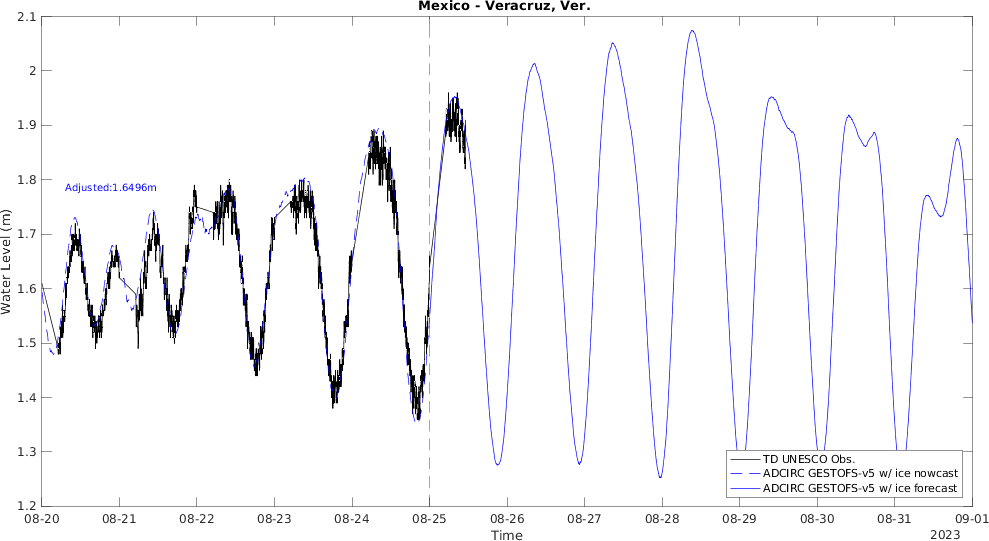 Mexico - Veracruz, Ver.
2.1
2
1.9
1.8
1.7
1.6
1.5
1.4
1.3
1.2
Water Level (m)
Adjusted:1.6496m
TD UNESCO Obs.
ADCIRC GESTOFS-v5 w/ ice nowcast
ADCIRC GESTOFS-v5 w/ ice forecast
08-20 08-21 08-22 08-23 08-24 08-25 08-26 08-27 08-28 08-29 08-30 08-31 09-01
Time
2023